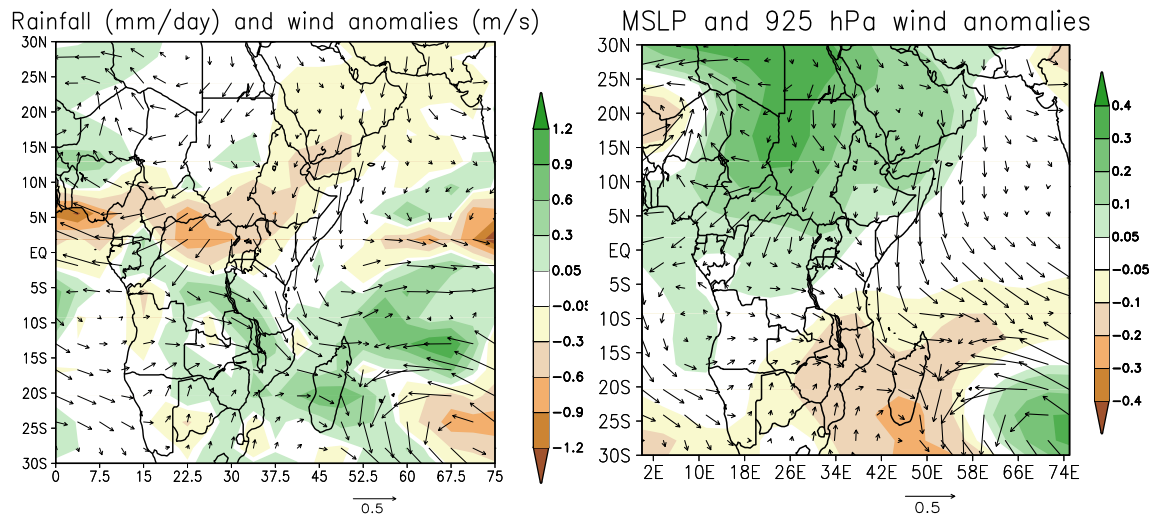 Rainfall (mm/day) and wind anomalies (m/s)
30N
25N
20N
15N
10N
5N
EQ
5S
10S
15S
20S
25S
30S
0 7.5 15 22.5 30 37.5 45 52.5 60 67.5 75
0.5
1.2
0.9
0.6
0.3
0.05
−0.05
−0.3
−0.6
−0.9
−1.2
MSLP and 925 hPa wind anomalies
30N
25N
20N
15N
10N
5N
EQ
5S
10S
15S
20S
25S
30S
2E 10E 18E 26E 34E 42E 50E 58E 66E 74E
0.5
0.4
0.3
0.2
0.1
0.05
−0.05
−0.1
−0.2
−0.3
−0.4